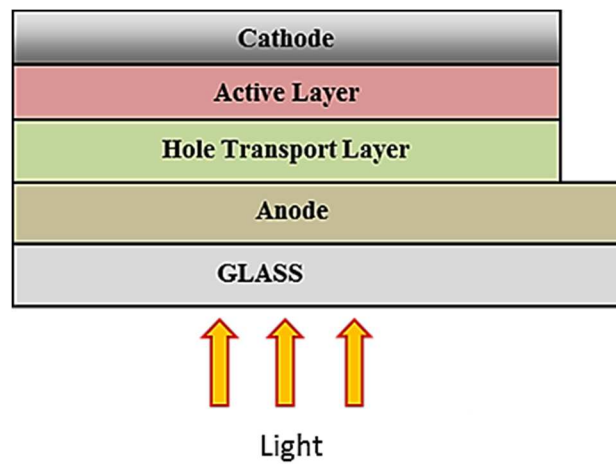 Cathode
Active Layer
Hole Transport Layer
Anode
GLASS
Light